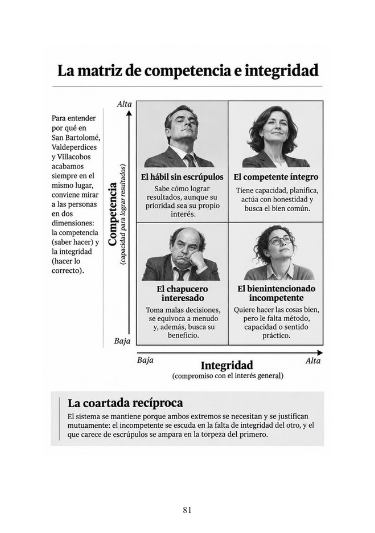 La matriz de competencia e integridad
Para entender
por qué en
San Bartolomé,
Valdeperdices
y Villacobos
acabamos
siempre en el
mismo lugar,
conviene mirar
a las personas
en dos
dimensiones:
la competencia
(saber hacer) y
la integridad
(hacer lo
correcto).
Alta
Competencia
(capacidad para lograr resultados)
Baja
El hábil sin escrúpulos
Sabe cómo lograr
resultados, aunque su
prioridad sea su propio
interés.
El competente íntegro
Tiene capacidad, planifica,
actúa con honestidad y
busca el bien común.
El chapucero
interesado
Toma malas decisiones,
se equivoca a menudo
y, además, busca su
beneficio.
El bienintencionado
incompetente
Quiere hacer las cosas bien,
pero le falta método,
capacidad o sentido
práctico.
Baja
Integridad
(compromiso con el interés general)
Alta
La coartada recíproca
El sistema se mantiene porque ambos extremos se necesitan y se justifican
mutuamente: el incompetente se escuda en la falta de integridad del otro, y el
que carece de escrúpulos se ampara en la torpeza del primero.
81